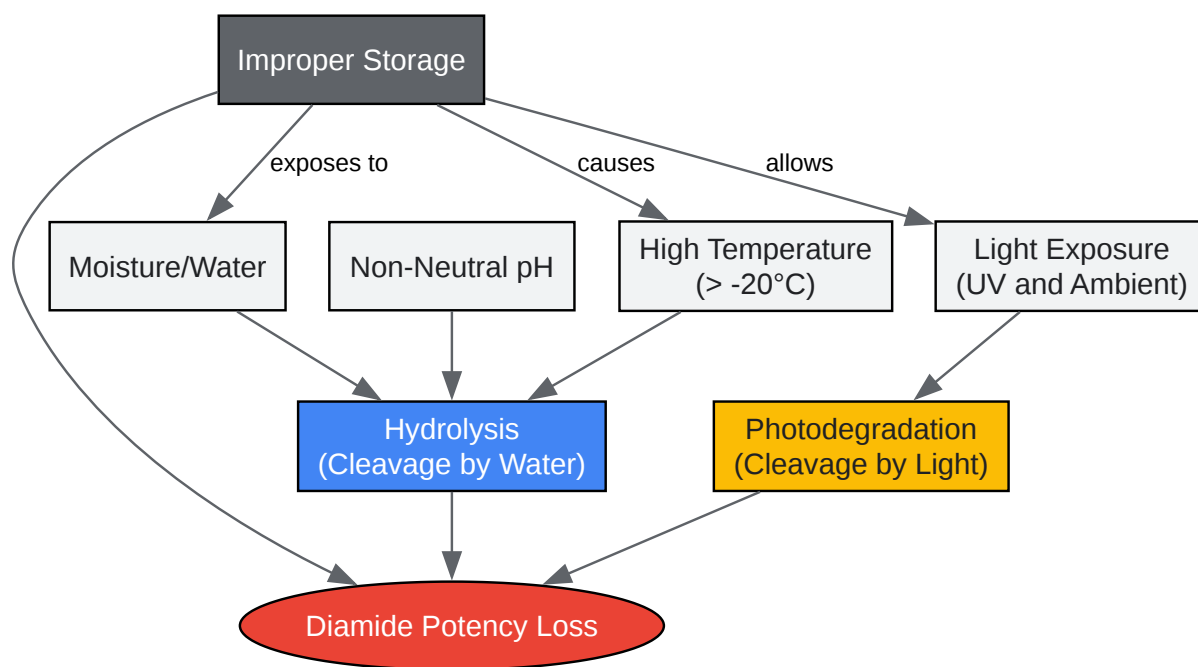 Improper Storage
exposes to
causes
allows
Moisture/Water
Non-Neutral pH
High Temperature
(> -20°C)
Light Exposure
(UV and Ambient)
Hydrolysis
(Cleavage by Water)
Photodegradation
(Cleavage by Light)
Diamide Potency Loss